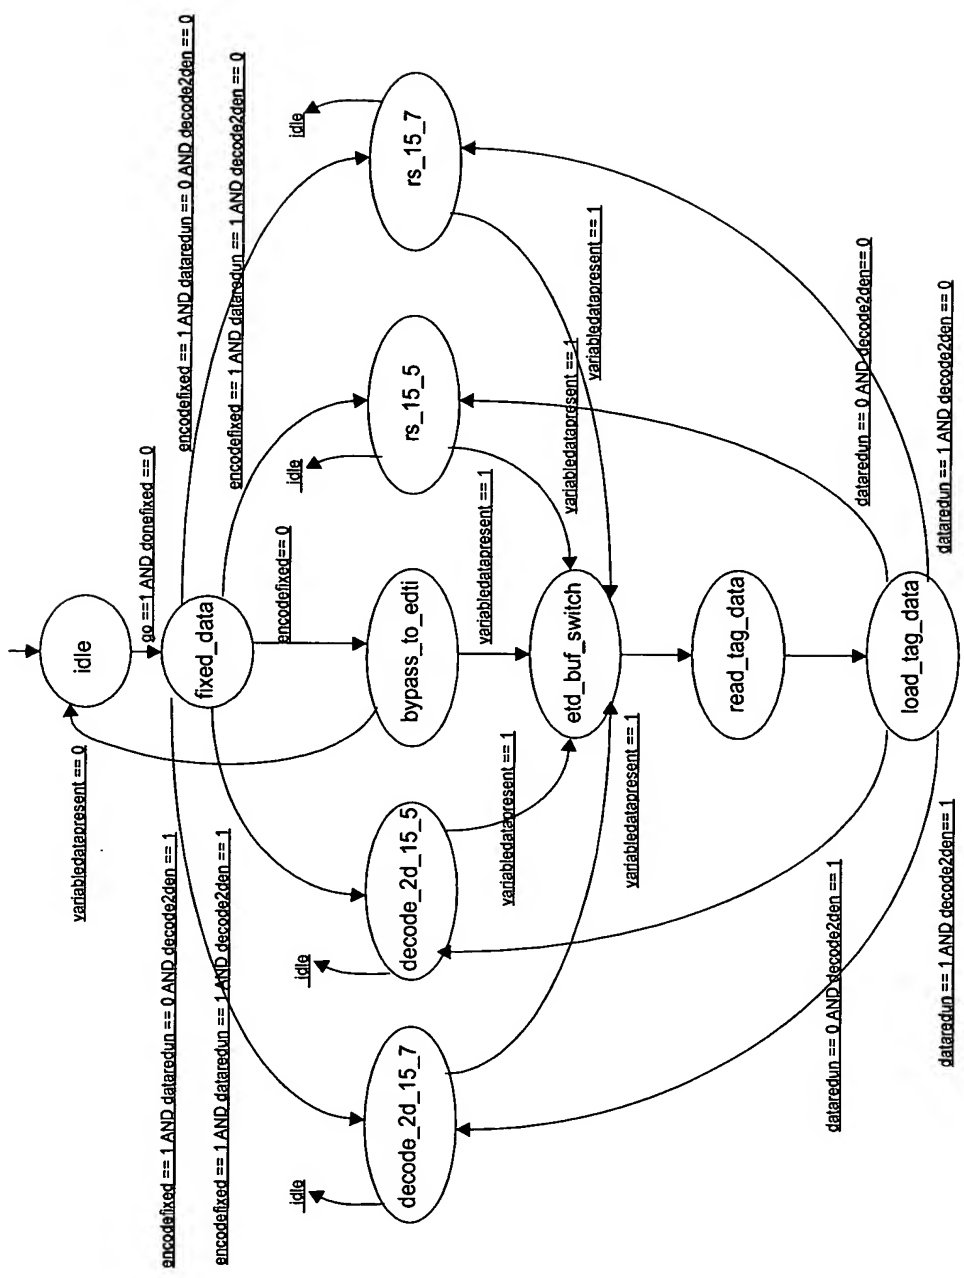 idle
go ==1 AND donefixed == 0
fixed_data
variabledatapresent == 0
encodefixed == 1 AND dataredun == 0 AND decode2den == 1
encodefixed == 1 AND dataredun == 1 AND decode2den == 1
encodefixed== 0
encodefixed == 1 AND dataredun == 1 AND decode2den == 0
encodefixed == 1 AND dataredun == 0 AND decode2den == 0
idle
idle
idle
idle
decode_2d_15_7
decode_2d_15_5
bypass_to_edti
rs_15_5
rs_15_7
variabledatapresent == 1
variabledatapresent == 1
variabledatapresent == 1
variabledatapresent == 1
variabledatapresent == 1
etd_buf_switch
read_tag_data
load_tag_data
dataredun == 0 AND decode2den == 1
dataredun == 1 AND decode2den== 1
dataredun == 0 AND decode2den== 0
dataredun == 1 AND decode2den == 0